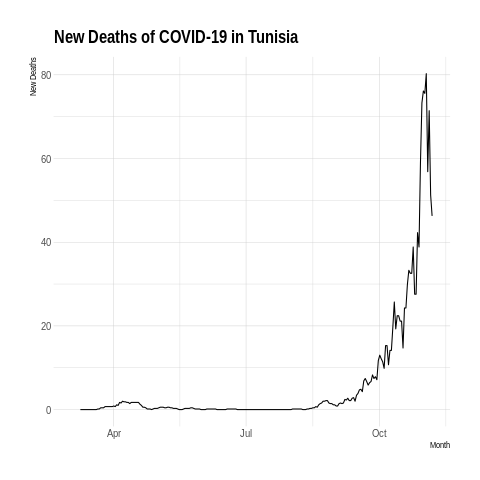 New Deaths of COVID-19 in Tunisia
New Deaths
80
60
40
20
0
Apr
Jul
Oct
Month